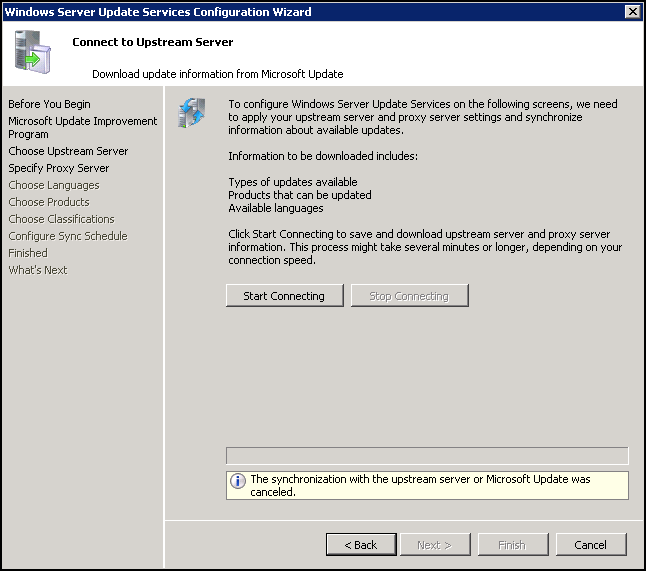 Windows Server Update Services Configuration Wizard
Connect to Upstream Server
Download update information from Microsoft Update
Before You Begin
Microsoft Update Improvement
Program
Choose Upstream Server
Specify Proxy Server
Choose Languages
Choose Products
Choose Classifications
Configure Sync Schedule
Finished
What's Next
To configure Windows Server Update Services on the following screens, we need
to apply your upstream server and proxy server settings and synchronize
information about available updates.
Information to be downloaded includes:
Types of updates available
Products that can be updated
Available languages
Click Start Connecting to save and download upstream server and proxy server
information. This process might take several minutes or longer, depending on your
connection speed.
Start Connecting
Stop Connecting
The synchronization with the upstream server or Microsoft Update was
canceled.
< Back
Next >
Finish
Cancel